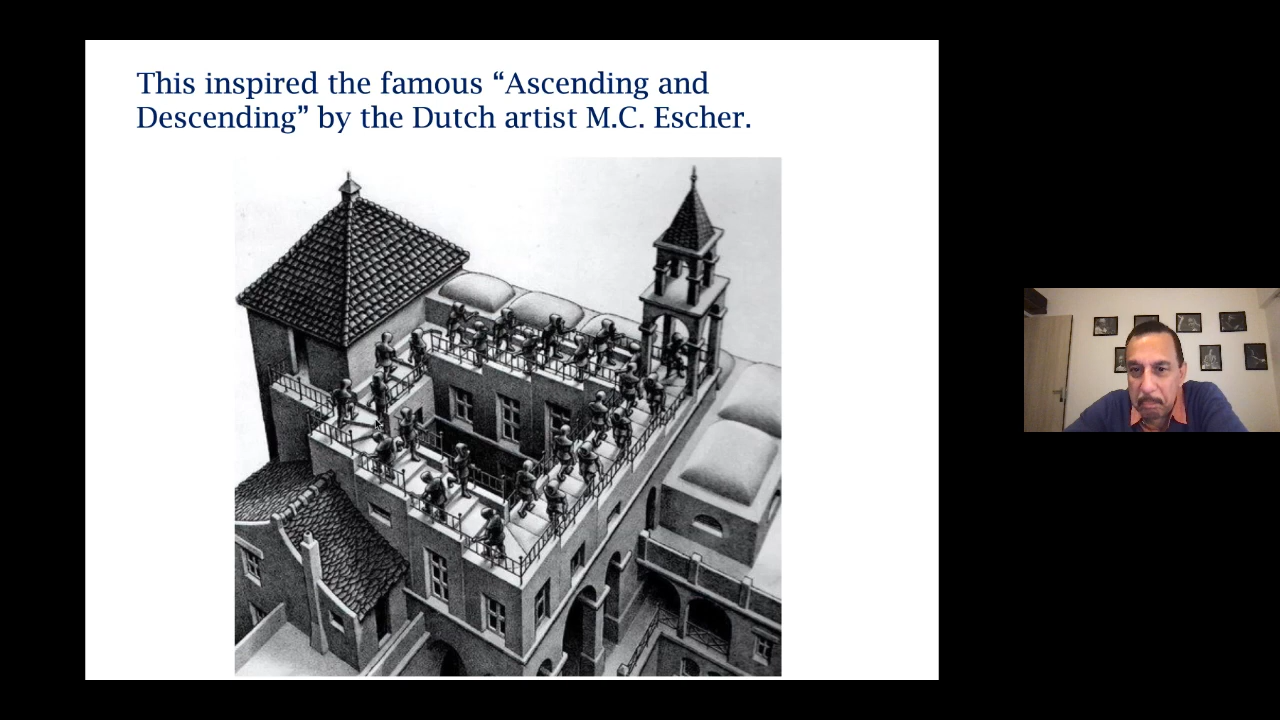 This inspired the famous “Ascending and
Descending” by the Dutch artist M.C. Escher.